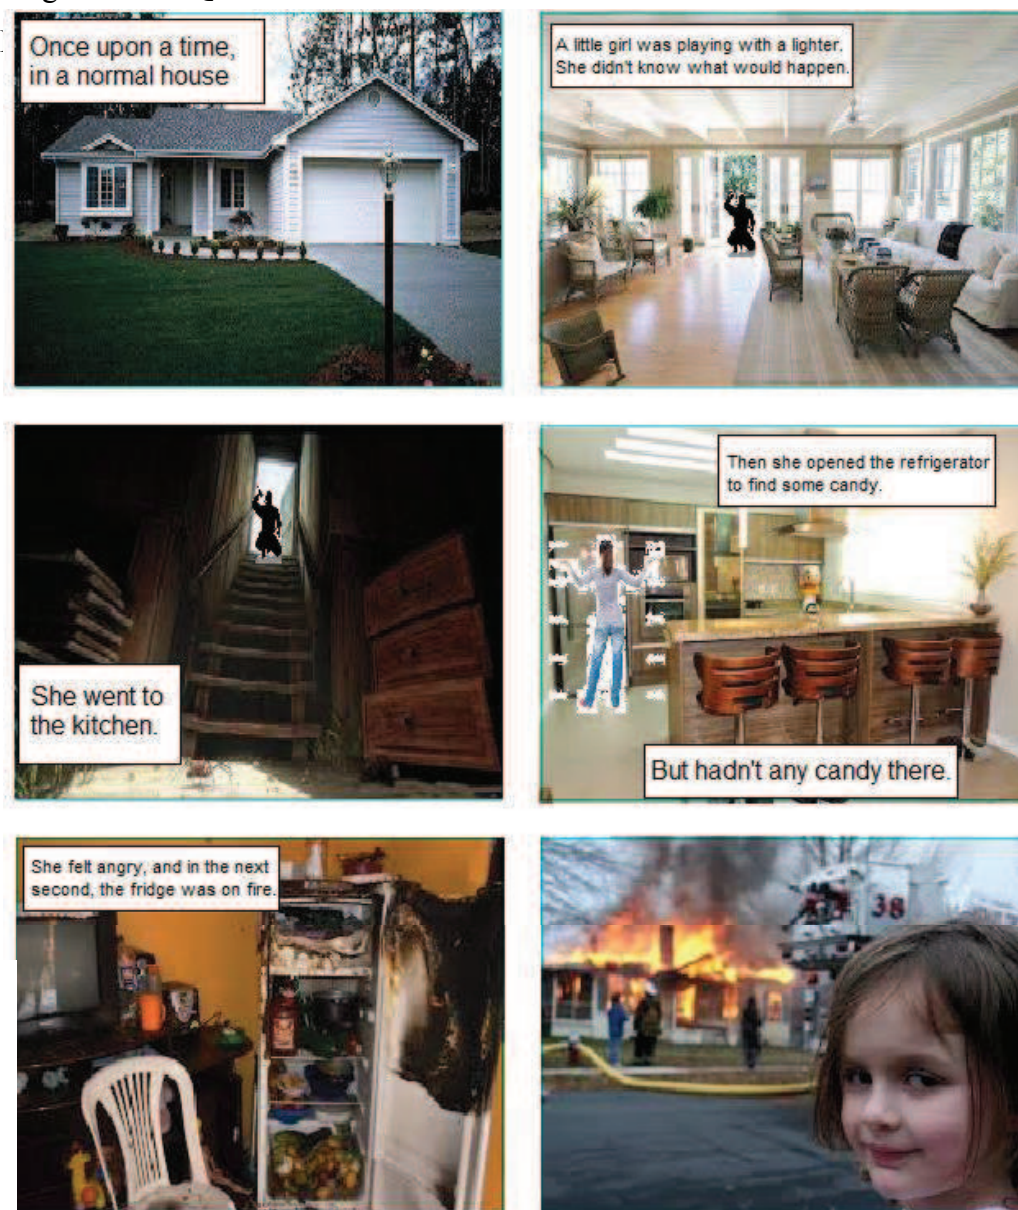 Once upon a time,
in a normal house
A little girl was playing with a lighter.
She didn't know what would happen.
She went to
the kitchen.
Then she opened the refrigerator
to find some candy.
But hadn't any candy there.
She felt angry, and in the next
second, the fridge was on fire.
38